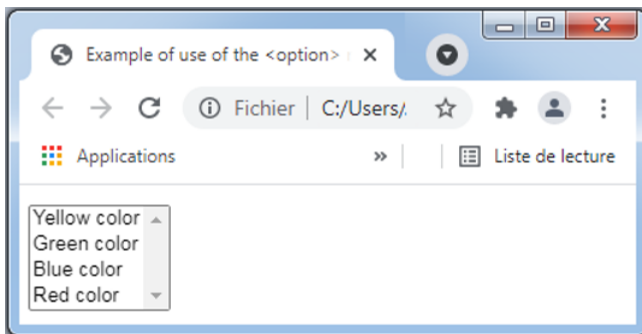 Example of use of the <option>
Fichier C:/Users/.
Applications » Liste de lecture
Yellow color
Green color
Blue color
Red color